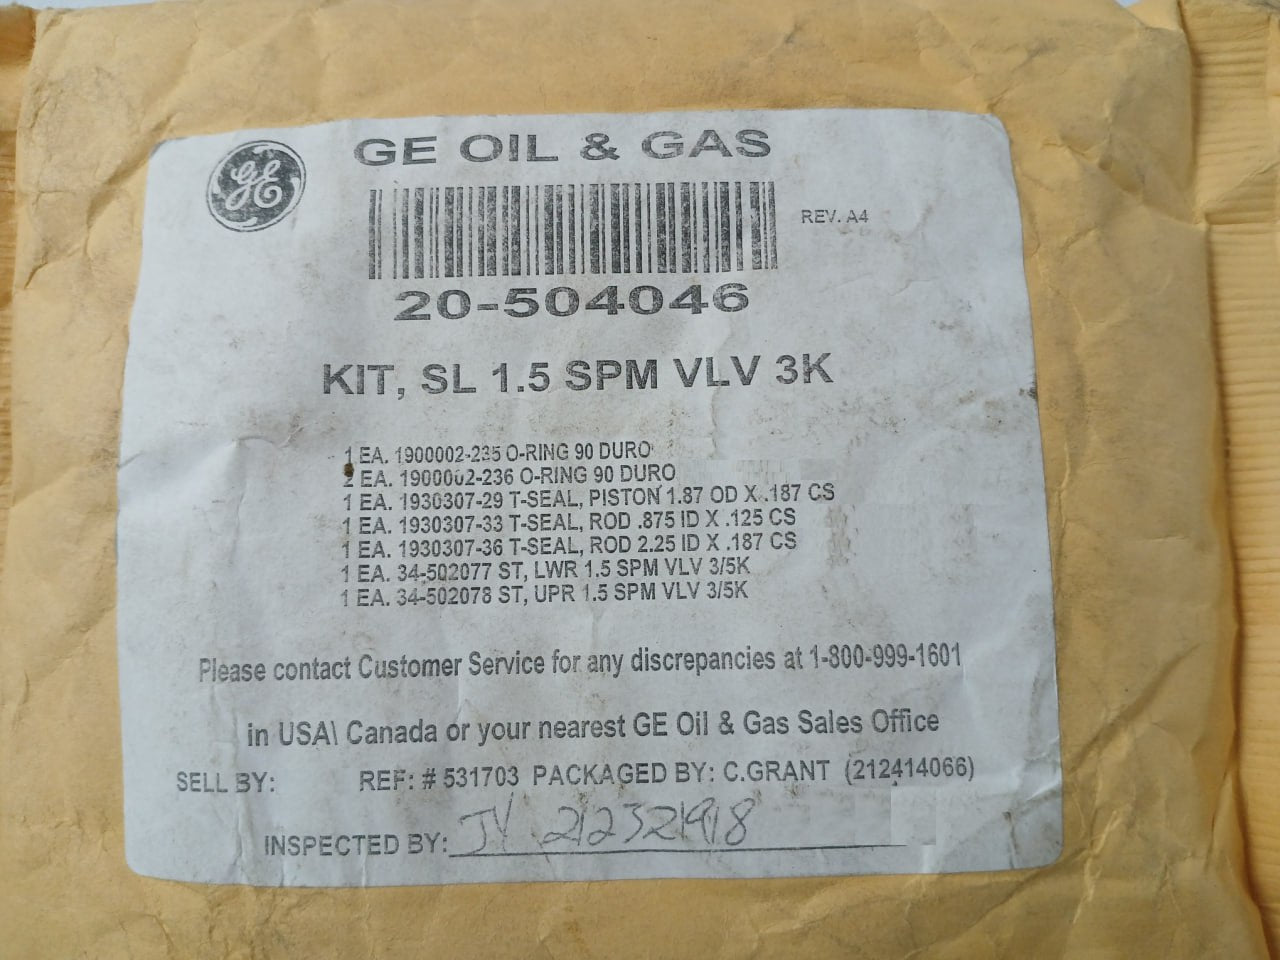 GE
GE OIL & GAS
REV. A4
20-504046
KIT, SL 1.5 SPM VLV 3K
1 EA. 1900002-235 O-RING 90 DURO
2 EA. 1900002-236 O-RING 90 DURO
1 EA. 1930307-29 T-SEAL, PISTON 1.87 OD X .187 CS
1 EA. 1930307-33 T-SEAL, ROD .875 ID X .125 CS
1 EA. 1930307-36 T-SEAL, ROD 2.25 ID X .187 CS
1 EA. 34-502077 ST, LWR 1.5 SPM VLV 3/5K
1 EA. 34-502078 ST, UPR 1.5 SPM VLV 3/5K
Please contact Customer Service for any discrepancies at 1-800-999-1601
in USA\ Canada or your nearest GE Oil & Gas Sales Office
SELL BY: REF: # 531703 PACKAGED BY: C.GRANT (212414066)
INSPECTED BY: JY 212321918